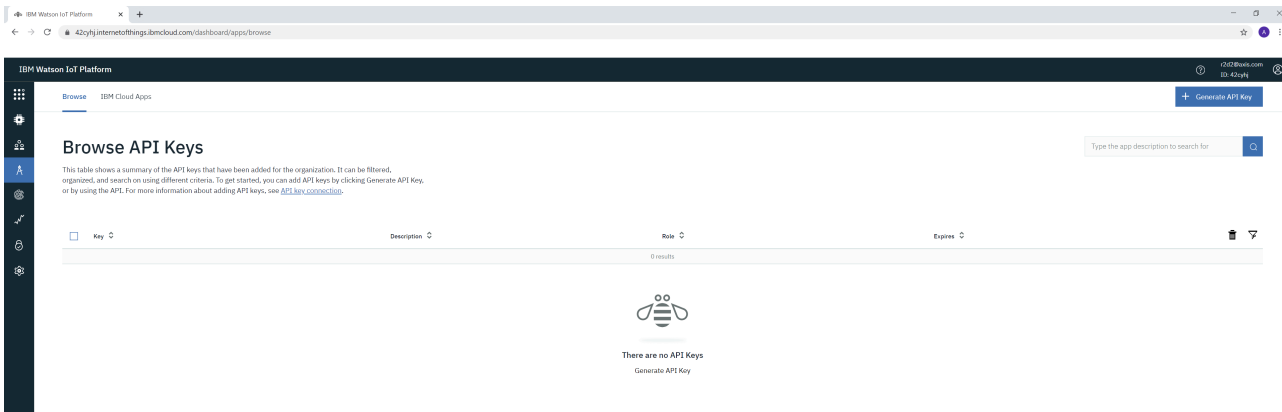 IBM Watson IoT Platform
42cyhj.internetofthings.ibmcloud.com/dashboard/apps/browse
A
IBM Watson IoT Platform
r2d2@axis.com
ID: 42cyhj
Browse
IBM Cloud Apps
+ Generate API Key
Browse API Keys
Type the app description to search for
This table shows a summary of the API keys that have been added for the organization. It can be filtered,
organized, and search on using different criteria. To get started, you can add API keys by clicking Generate API Key,
or by using the API. For more information about adding API keys, see API key connection.
Key
Description
Role
Expires
0 results
There are no API Keys
Generate API Key